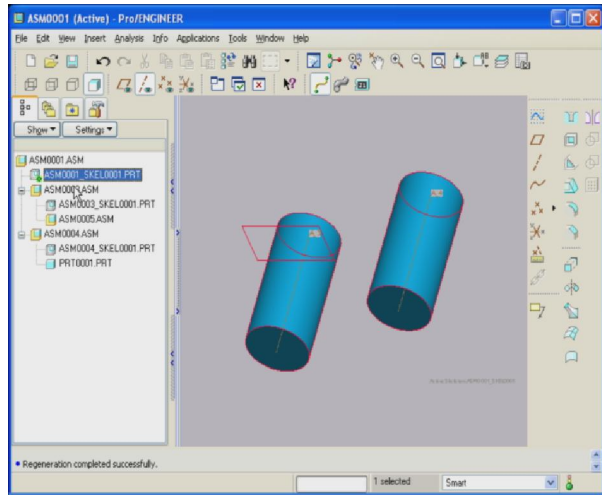 ASM0001 (Active) - Pro/ENGINEER
File Edit View Insert Analysis Info Applications Tools Window Help
Show Settings
ASM0001.ASM
ASM0001_SKEL0001.PRT
ASM0003.ASM
ASM0003_SKEL0001.PRT
ASM0005.ASM
ASM0004.ASM
ASM0004_SKEL0001.PRT
PRT0001.PRT
Regeneration completed successfully.
1 selected
Smart